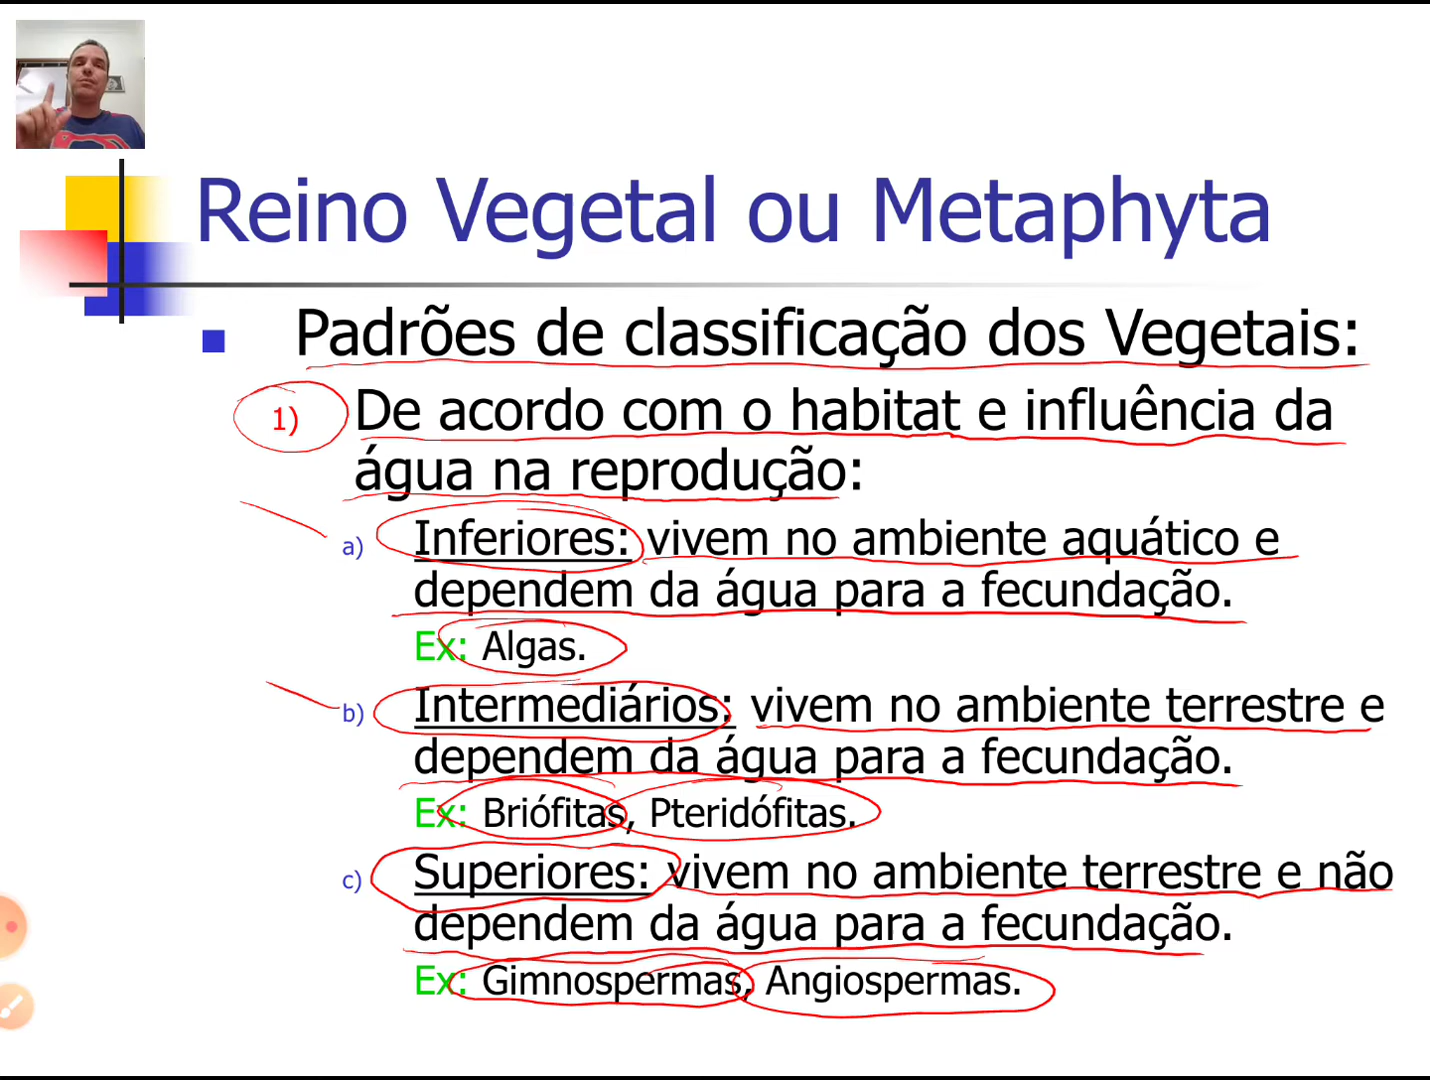 Reino Vegetal ou Metaphyta
Padrões de classificação dos Vegetais:
1) De acordo com o habitat e influência da
água na reprodução:
a) Inferiores: vivem no ambiente aquático e
dependem da água para a fecundação.
Ex: Algas.
b) Intermediários: vivem no ambiente terrestre e
dependem da água para a fecundação.
Ex: Briófitas, Pteridófitas.
c) Superiores: vivem no ambiente terrestre e não
dependem da água para a fecundação.
Ex: Gimnospermas, Angiospermas.